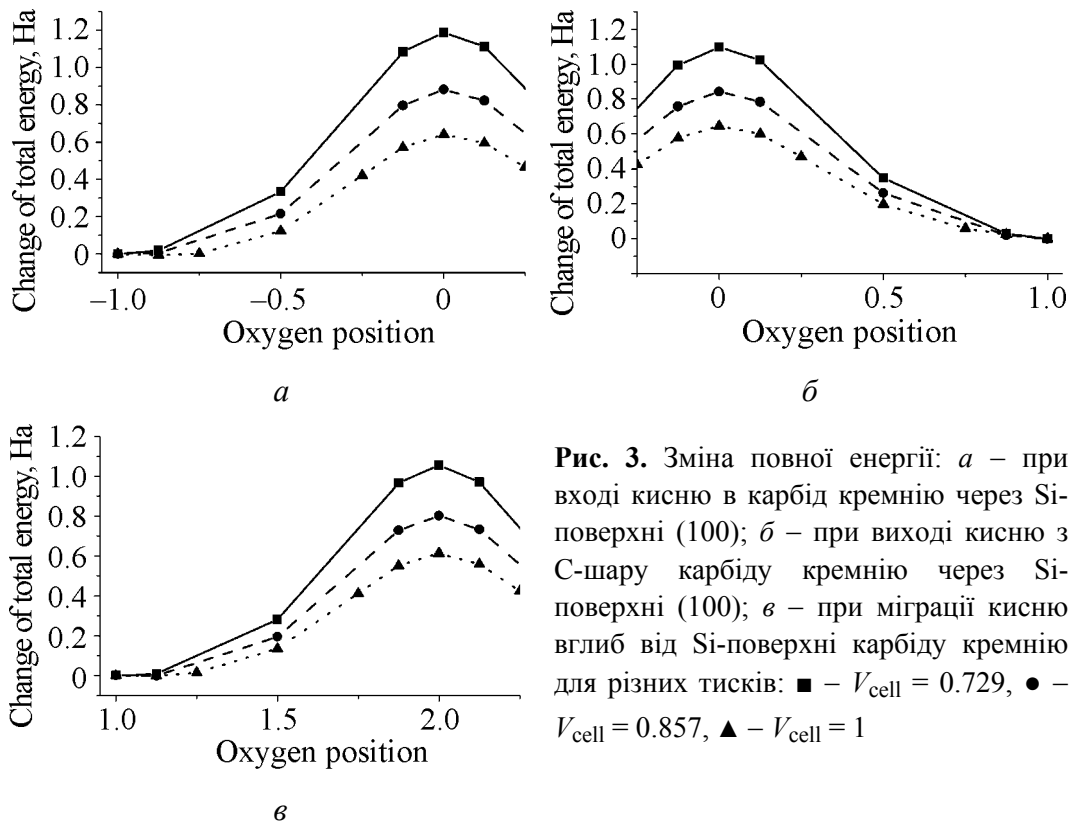 Change of total energy, Ha
1.2
1.0
0.8
0.6
0.4
0.2
0
–1.0 –0.5 0
Oxygen position
а
Change of total energy, Ha
1.2
1.0
0.8
0.6
0.4
0.2
0
0 0.5 1.0
Oxygen position
б
Change of total energy, Ha
1.2
1.0
0.8
0.6
0.4
0.2
0
1.0 1.5 2.0
Oxygen position
в
Рис. 3. Зміна повної енергії: а – при
вході кисню в карбід кремнію через Si-
поверхні (100); б – при виході кисню з
С-шару карбіду кремнію через Si-
поверхні (100); в – при міграції кисню
вглиб від Si-поверхні карбіду кремнію
для різних тисків: ■ – Vcell = 0.729, ● –
Vcell = 0.857, ▲ – Vcell = 1